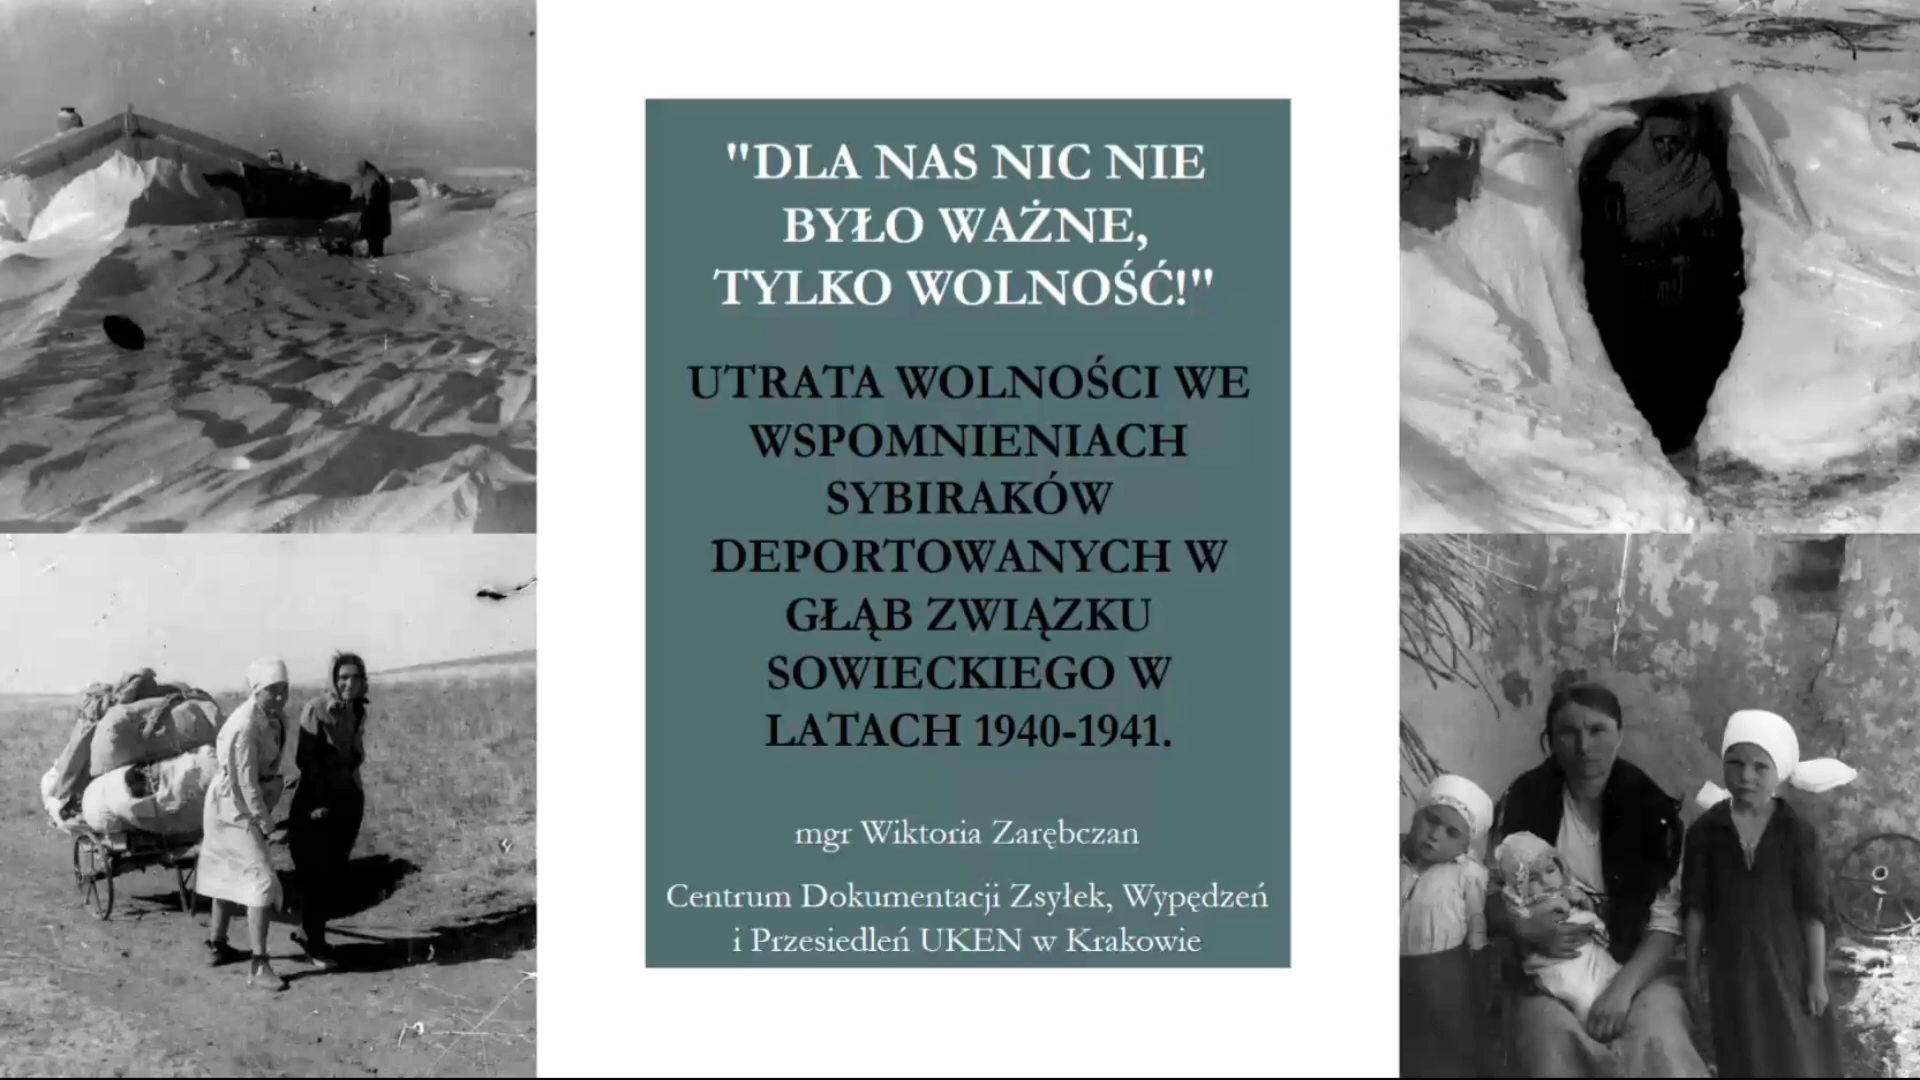 "DLA NAS NIC NIE
BYŁO WAŻNE,
TYLKO WOLNOŚĆ!"
UTRATA WOLNOŚCI WE
WSPOMNIENIACH
SYBIRAKÓW
DEPORTOWANYCH W
GŁĄB ZWIĄZKU
SOWIECKIEGO W
LATACH 1940-1941.
mgr Wiktoria Zarębczan
Centrum Dokumentacji Zsyłek, Wypędzeń
i Przesiedleń UKEN w Krakowie